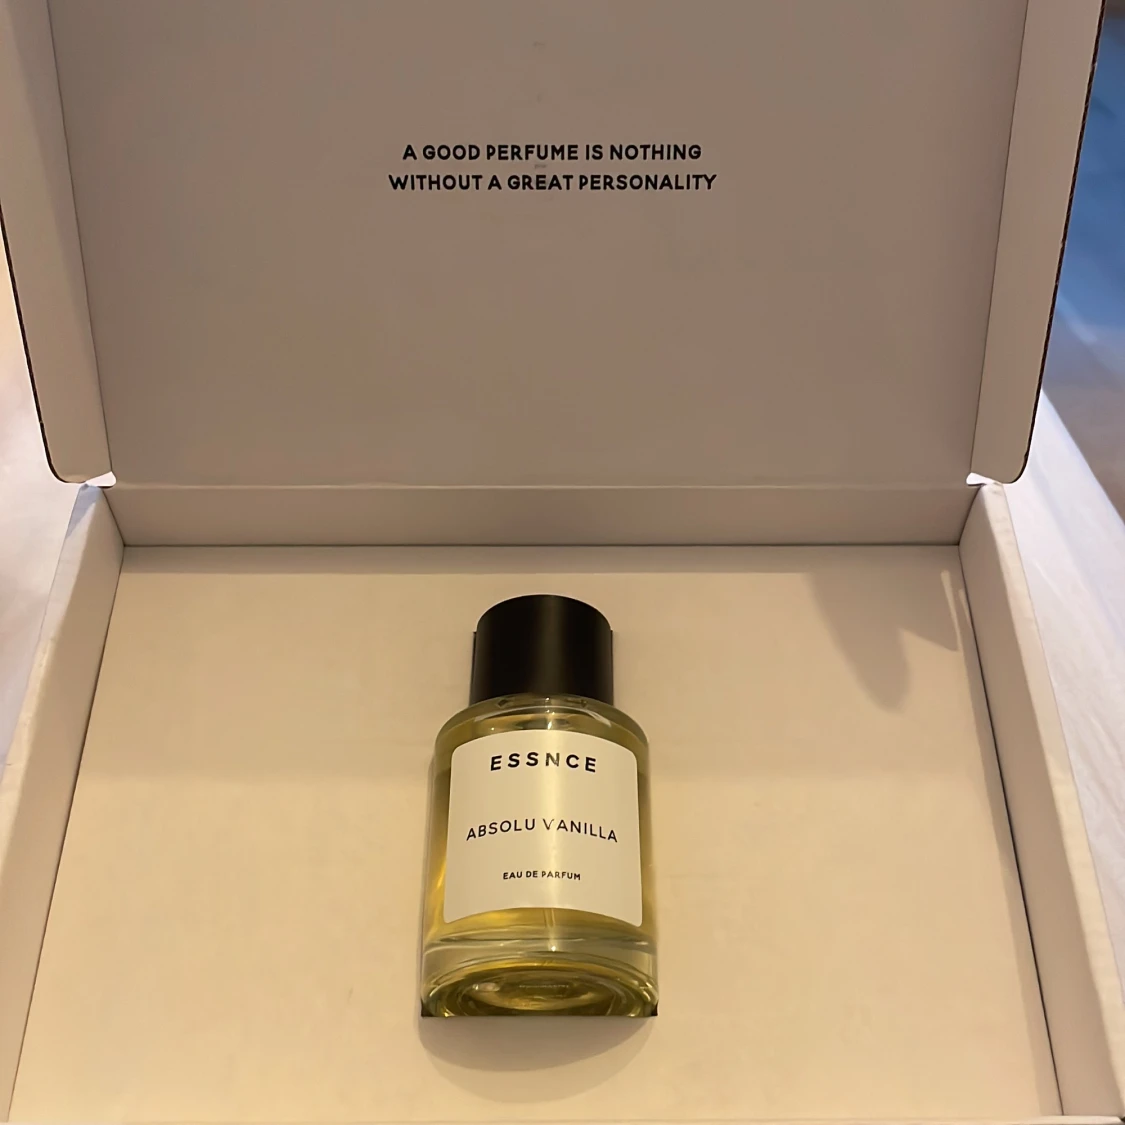 A GOOD PERFUME IS NOTHING
WITHOUT A GREAT PERSONALITY
ESSNCE
ABSOLU VANILLA
EAU DE PARFUM